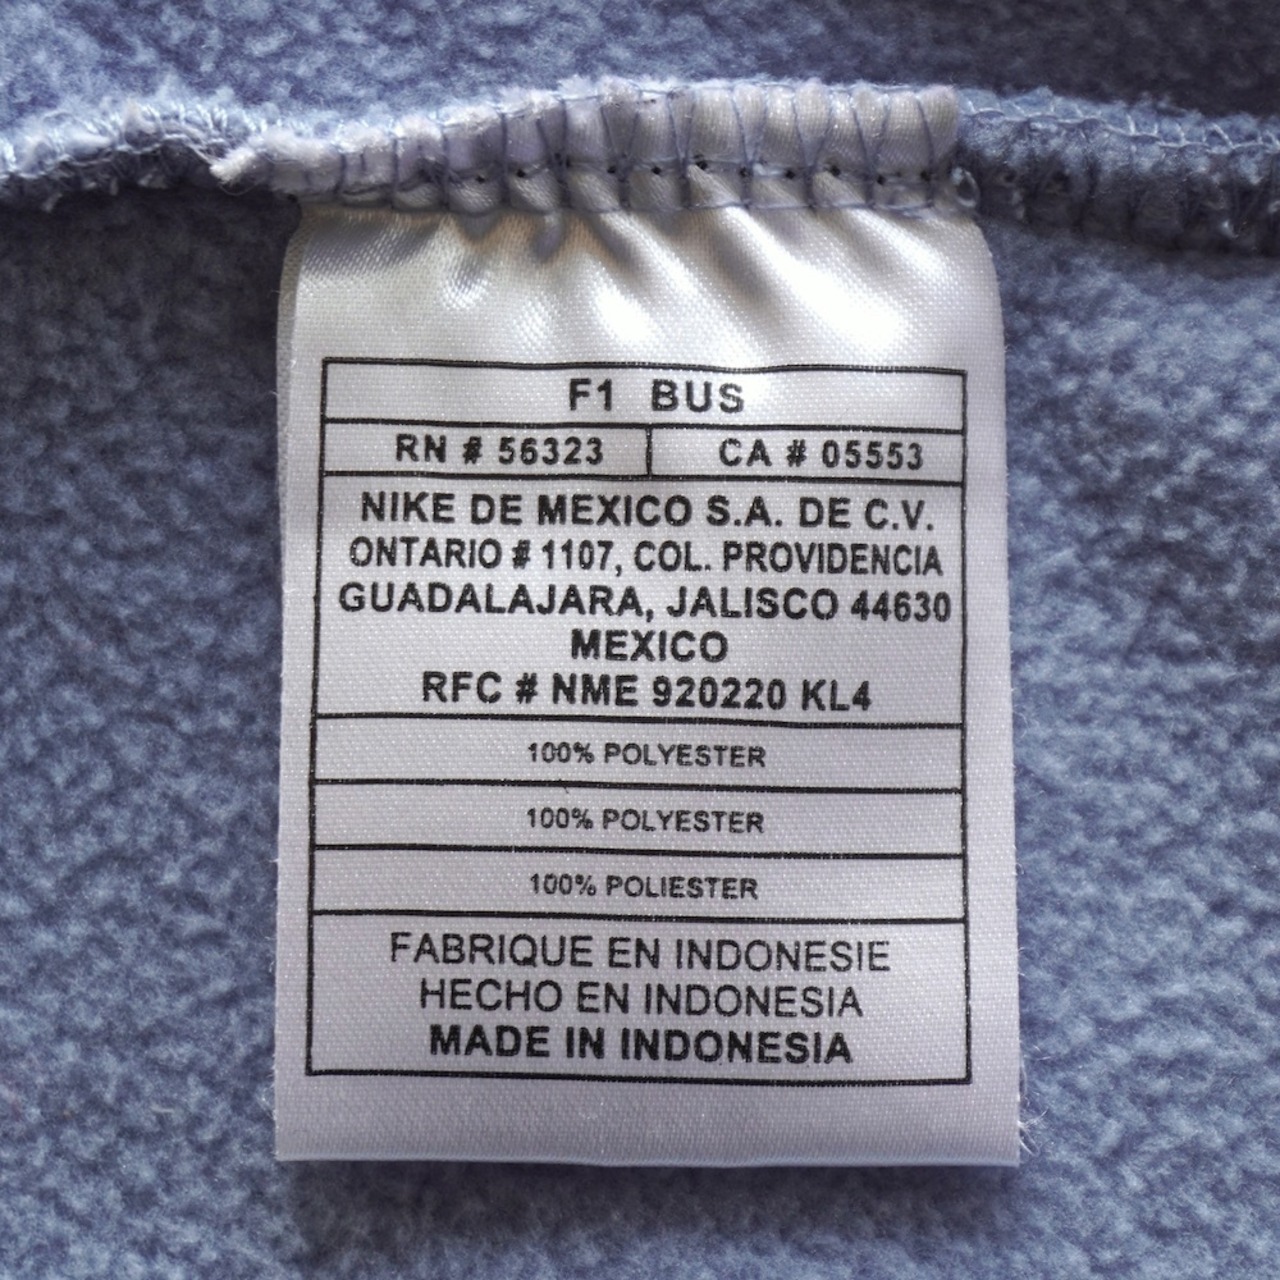 F1 BUS
RN # 56323 CA # 05553
NIKE DE MEXICO S.A. DE C.V.
ONTARIO # 1107, COL. PROVIDENCIA
GUADALAJARA, JALISCO 44630
MEXICO
RFC # NME 920220 KL4
100% POLYESTER
100% POLYESTER
100% POLIESTER
FABRIQUE EN INDONESIE
HECHO EN INDONESIA
MADE IN INDONESIA